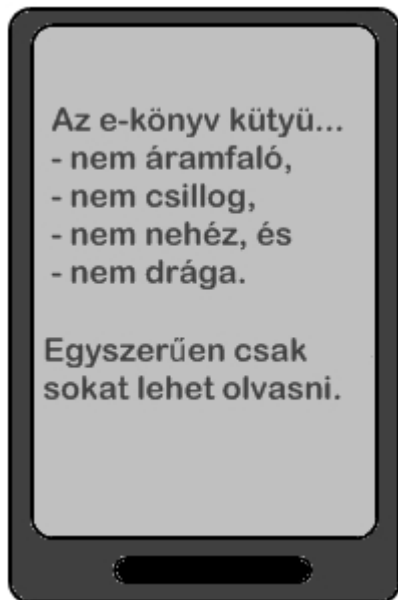 Az e-könyv kütyü...
- nem áramfaló,
- nem csillog,
- nem nehéz, és
- nem drága.
Egyszerűen csak
sokat lehet olvasni.